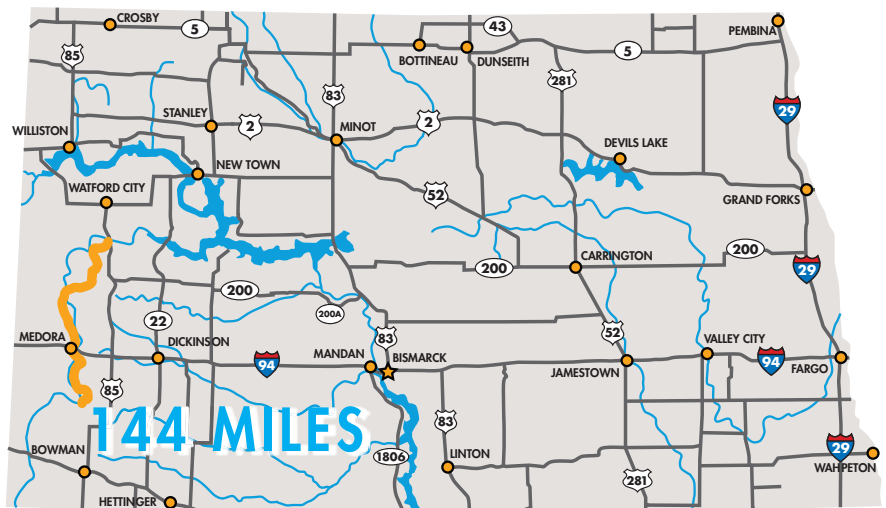 CROSBY
5
43
PEMBINA
85
BOTTINEAU
DUNSEITH
5
281
83
29
STANLEY
2
2
WILLISTON
MINOT
DEVILS LAKE
NEW TOWN
WATFORD CITY
52
GRAND FORKS
200
CARRINGTON
200
29
200
200A
22
83
52
MEDORA
DICKINSON
94
MANDAN
BISMARCK
JAMESTOWN
VALLEY CITY
94
FARGO
85
144 MILES
83
BOWMAN
1806
LINTON
29
WAHPETON
281
HETTINGER